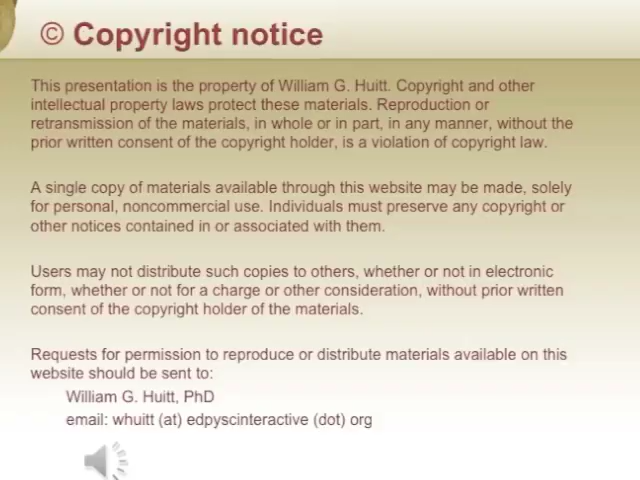 © Copyright notice
This presentation is the property of William G. Huitt. Copyright and other
intellectual property laws protect these materials. Reproduction or
retransmission of the materials, in whole or in part, in any manner, without the
prior written consent of the copyright holder, is a violation of copyright law.
A single copy of materials available through this website may be made, solely
for personal, noncommercial use. Individuals must preserve any copyright or
other notices contained in or associated with them.
Users may not distribute such copies to others, whether or not in electronic
form, whether or not for a charge or other consideration, without prior written
consent of the copyright holder of the materials.
Requests for permission to reproduce or distribute materials available on this
website should be sent to:
William G. Huitt, PhD
email: whuitt (at) edpyscinteractive (dot) org